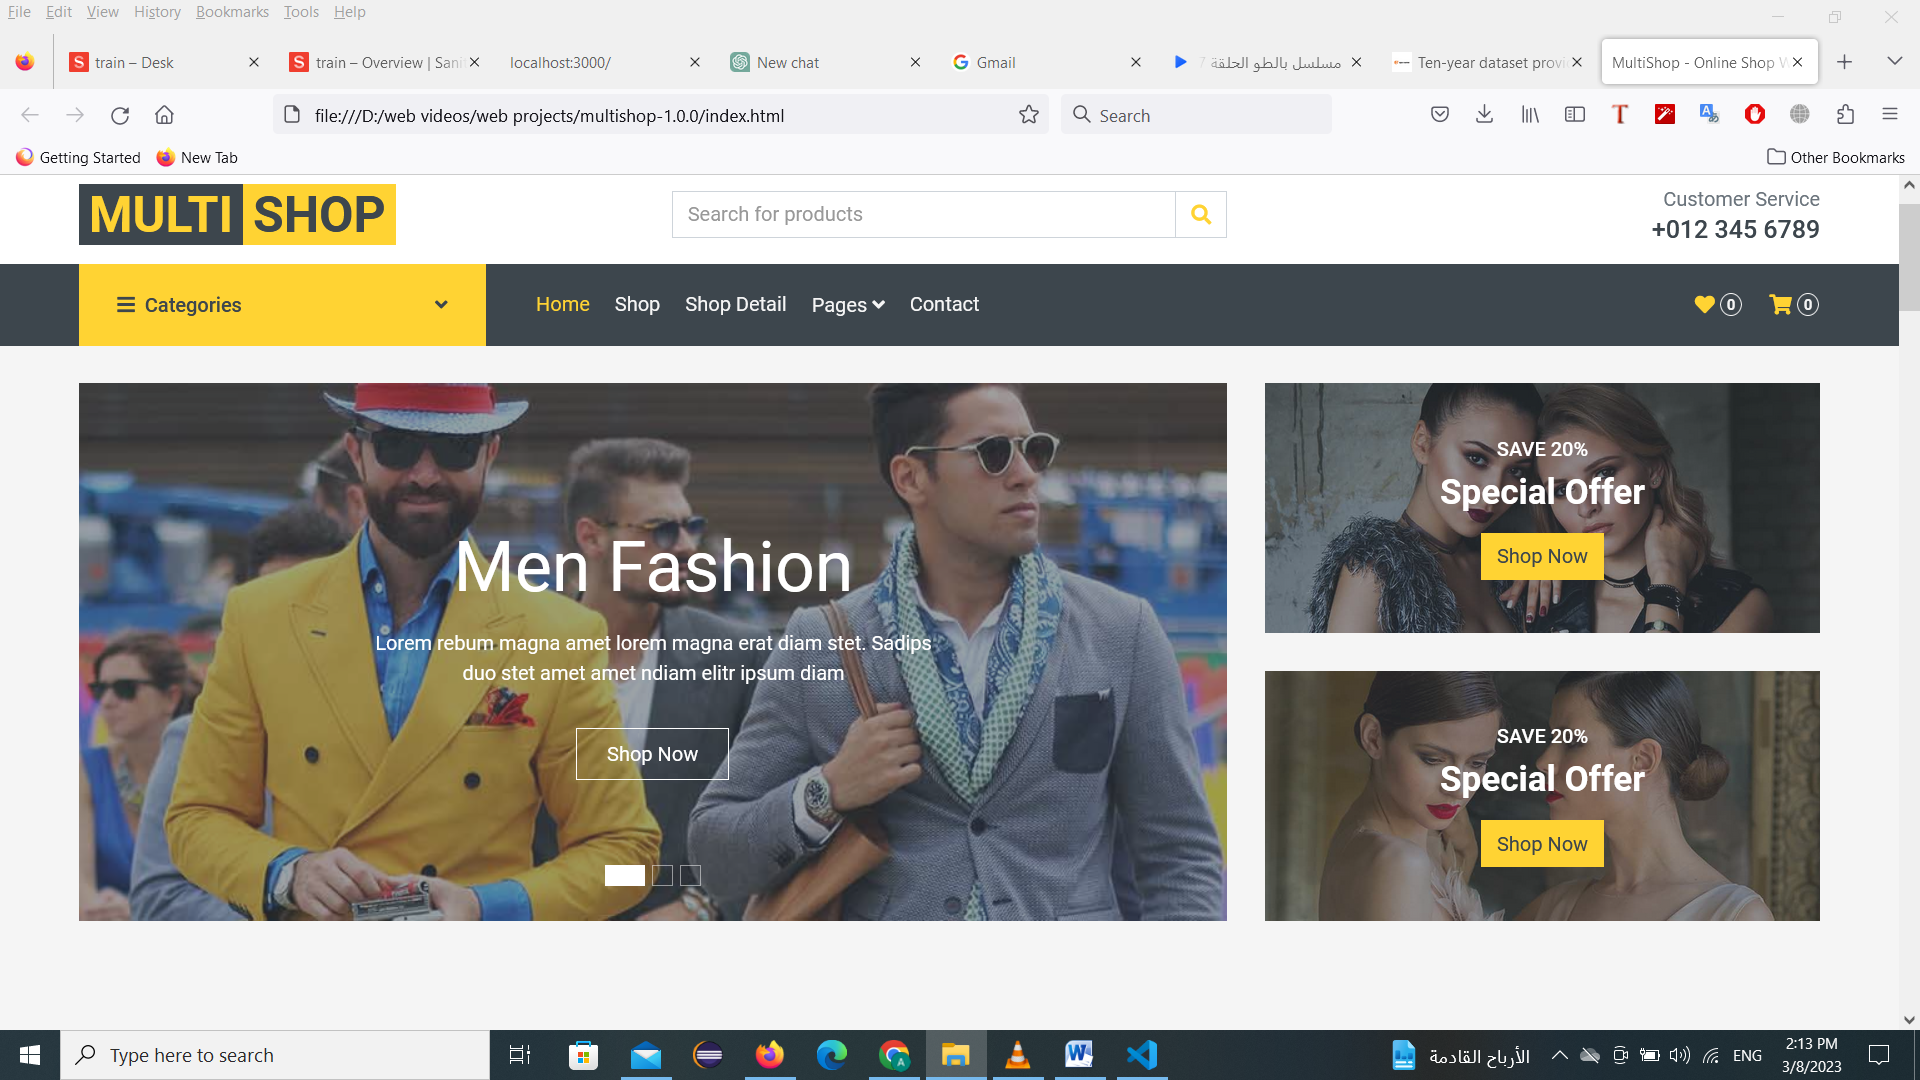 File Edit View History Bookmarks Tools Help
train – Desk
train – Overview | Sani
localhost:3000/
New chat
Gmail
مسلسل بالطو الحلقة 7
Ten-year dataset provi
MultiShop - Online Shop W
file:///D:/web videos/web projects/multishop-1.0.0/index.html
Search
Getting Started
New Tab
Other Bookmarks
MULTI SHOP
Search for products
Customer Service
+012 345 6789
Categories
Home Shop Shop Detail Pages Contact
0 0
Men Fashion
Lorem rebum magna amet lorem magna erat diam stet. Sadips
duo stet amet amet ndiam elitr ipsum diam
Shop Now
SAVE 20%
Special Offer
Shop Now
SAVE 20%
Special Offer
Shop Now
Type here to search
الأرباح القادمة
ENG
2:13 PM
3/8/2023